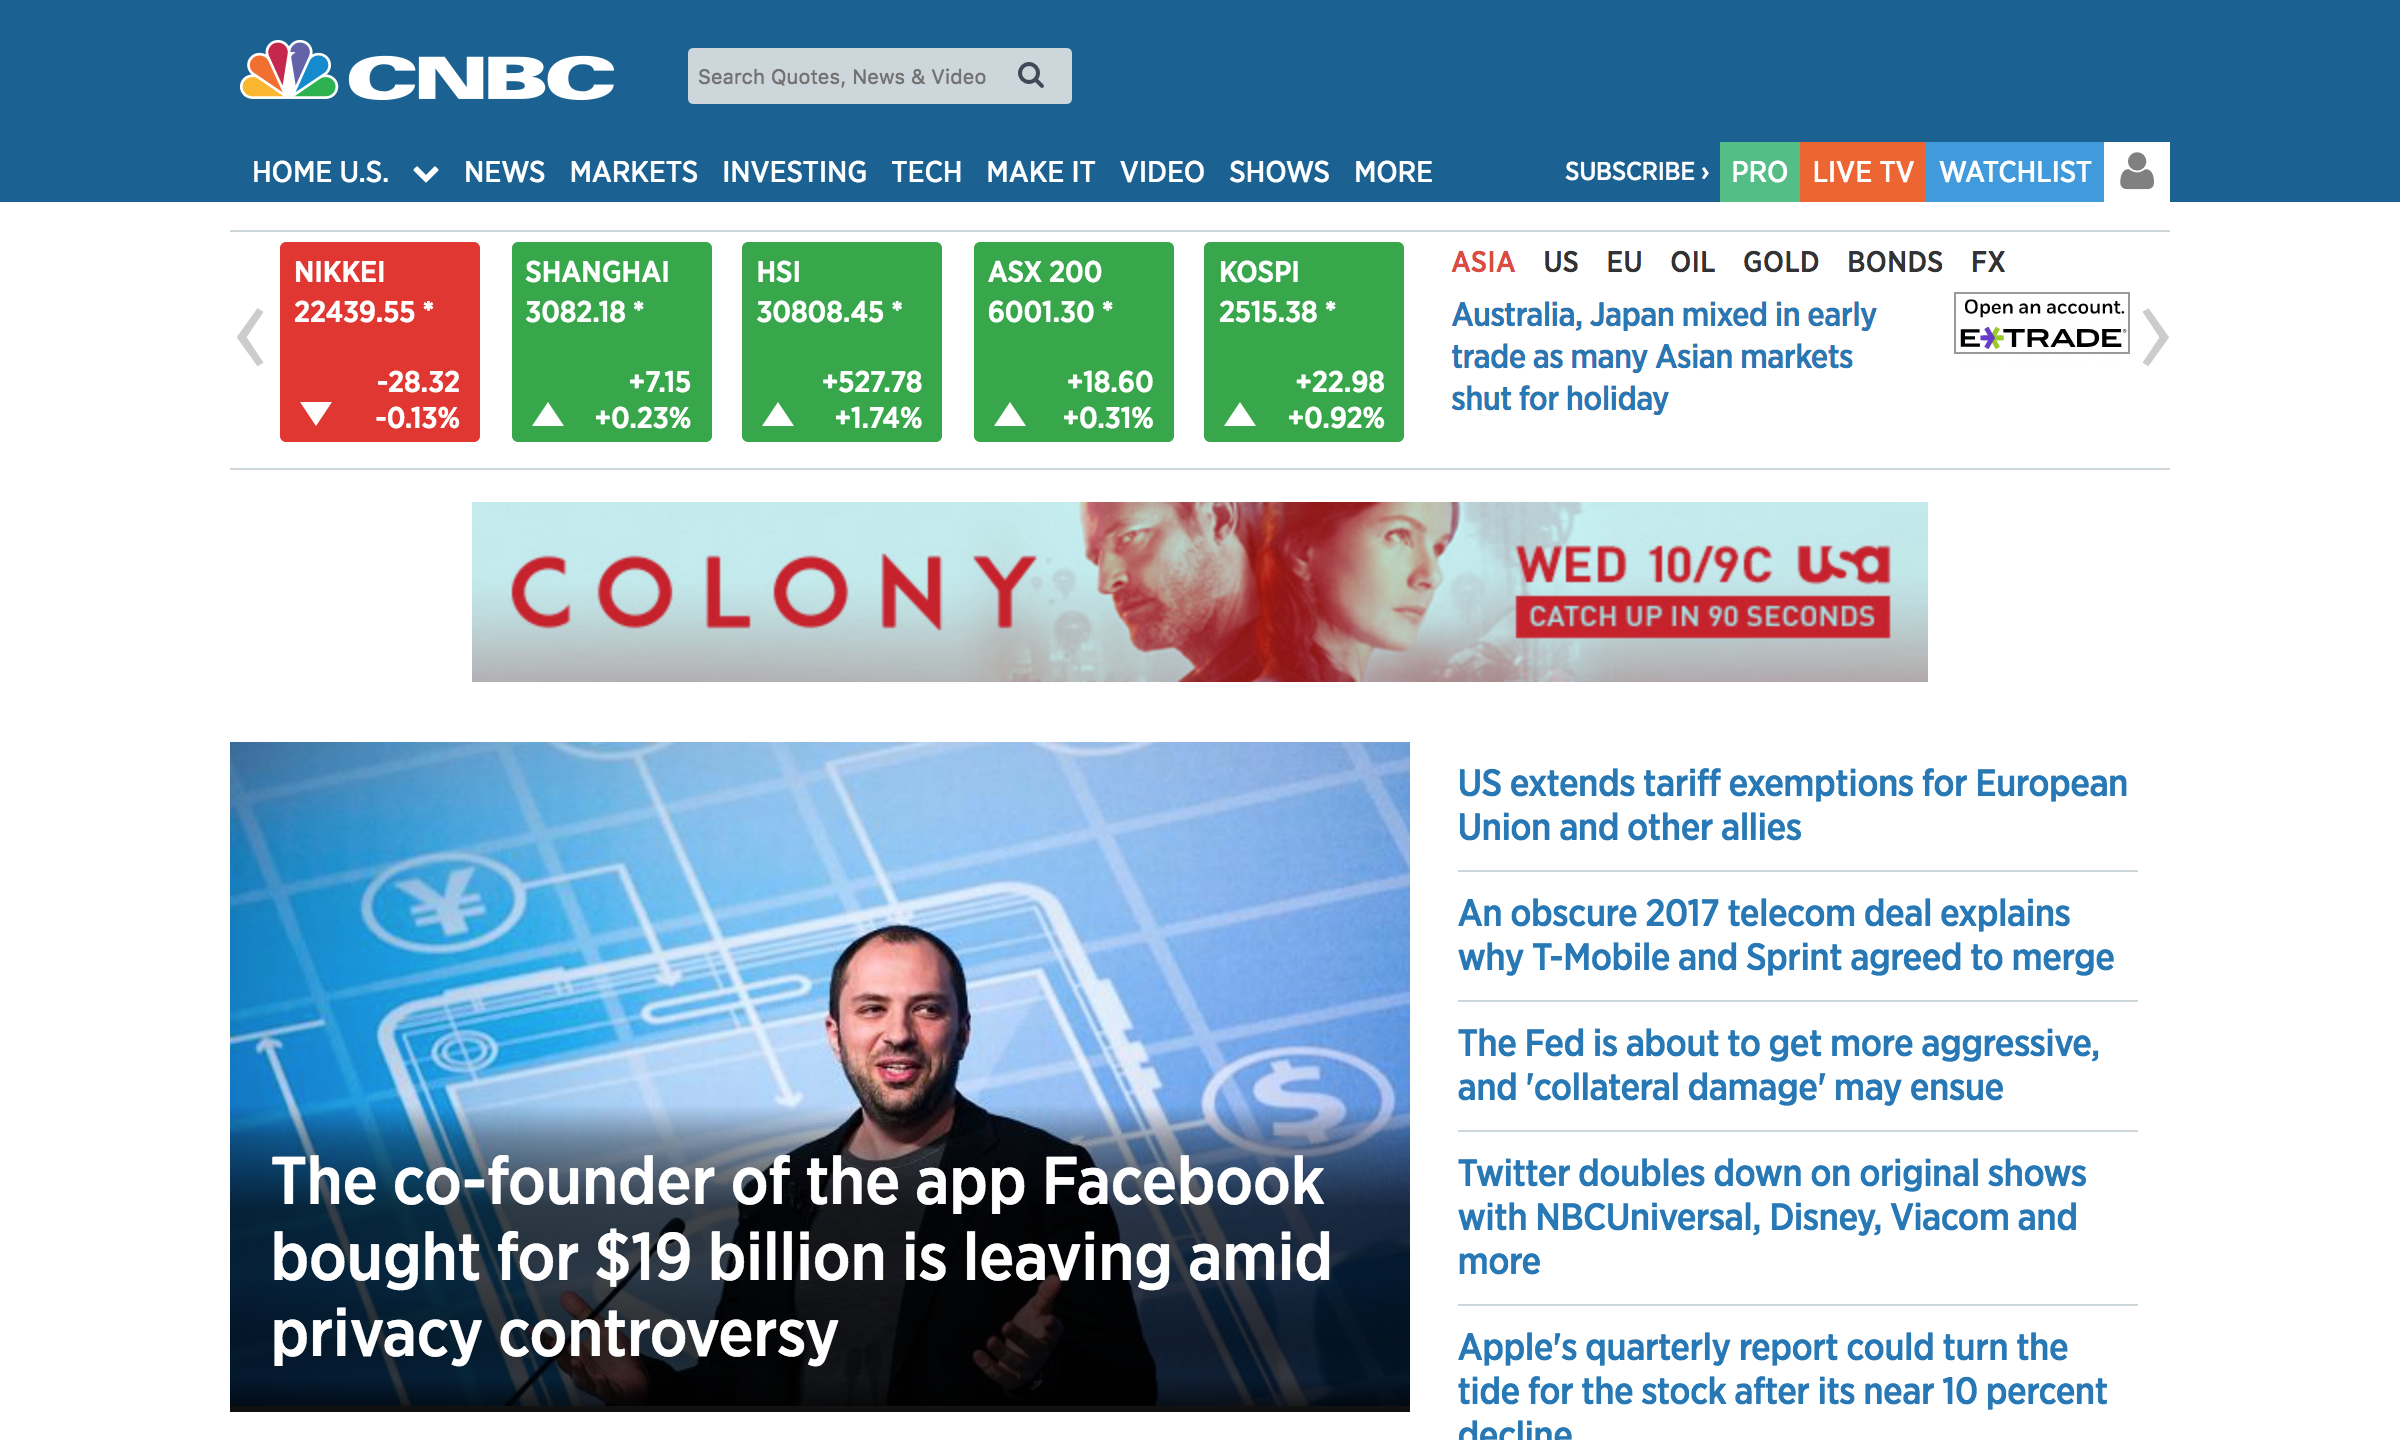 CNBC
Search Quotes, News & Video
HOME U.S. NEWS MARKETS INVESTING TECH MAKE IT VIDEO SHOWS MORE
SUBSCRIBE › PRO LIVE TV WATCHLIST
NIKKEI
22439.55 *
-28.32
-0.13%
SHANGHAI
3082.18 *
+7.15
+0.23%
HSI
30808.45 *
+527.78
+1.74%
ASX 200
6001.30 *
+18.60
+0.31%
KOSPI
2515.38 *
+22.98
+0.92%
ASIA US EU OIL GOLD BONDS FX
Australia, Japan mixed in early
trade as many Asian markets
shut for holiday
Open an account.
E*TRADE
COLONY
WED 10/9C usa
CATCH UP IN 90 SECONDS
¥
$
The co-founder of the app Facebook
bought for $19 billion is leaving amid
privacy controversy
US extends tariff exemptions for European
Union and other allies
An obscure 2017 telecom deal explains
why T-Mobile and Sprint agreed to merge
The Fed is about to get more aggressive,
and 'collateral damage' may ensue
Twitter doubles down on original shows
with NBCUniversal, Disney, Viacom and
more
Apple's quarterly report could turn the
tide for the stock after its near 10 percent
decline